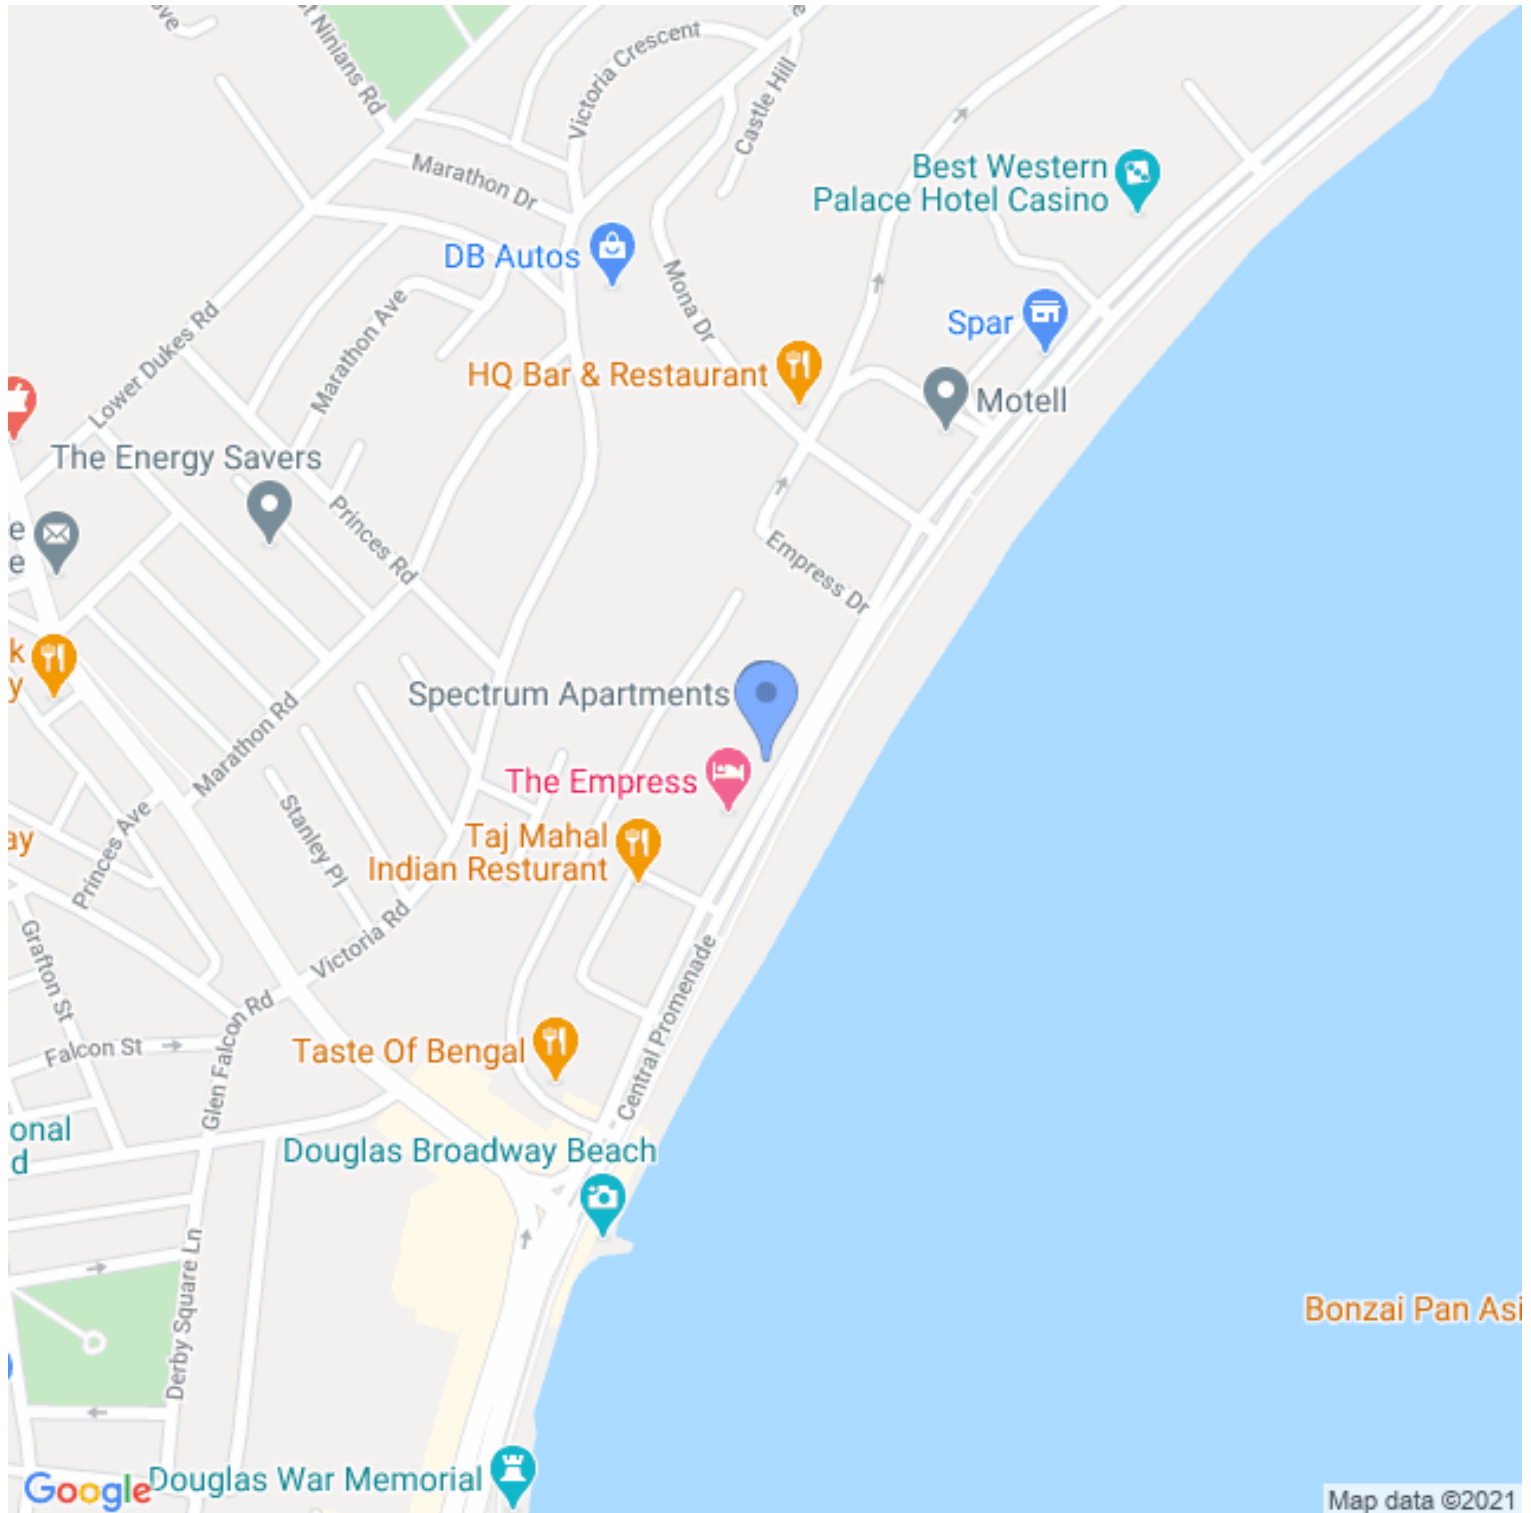 ove
t Ninians Rd
Victoria Crescent
e
Castle Hill
Marathon Dr
Best Western
Palace Hotel Casino
DB Autos
Mona Dr
Marathon Ave
Lower Dukes Rd
Spar
HQ Bar & Restaurant
Motell
The Energy Savers
Princes Rd
e
e
Empress Dr
k
y
Spectrum Apartments
Marathon Rd
The Empress
Stanley Pl
Princes Ave
ay
Taj Mahal
Indian Resturant
Victoria Rd
Grafton St
Central Promenade
Glen Falcon Rd
Falcon St
Taste Of Bengal
onal
d
Douglas Broadway Beach
Derby Square Ln
Bonzai Pan Asi
Google
Douglas War Memorial
Map data ©2021